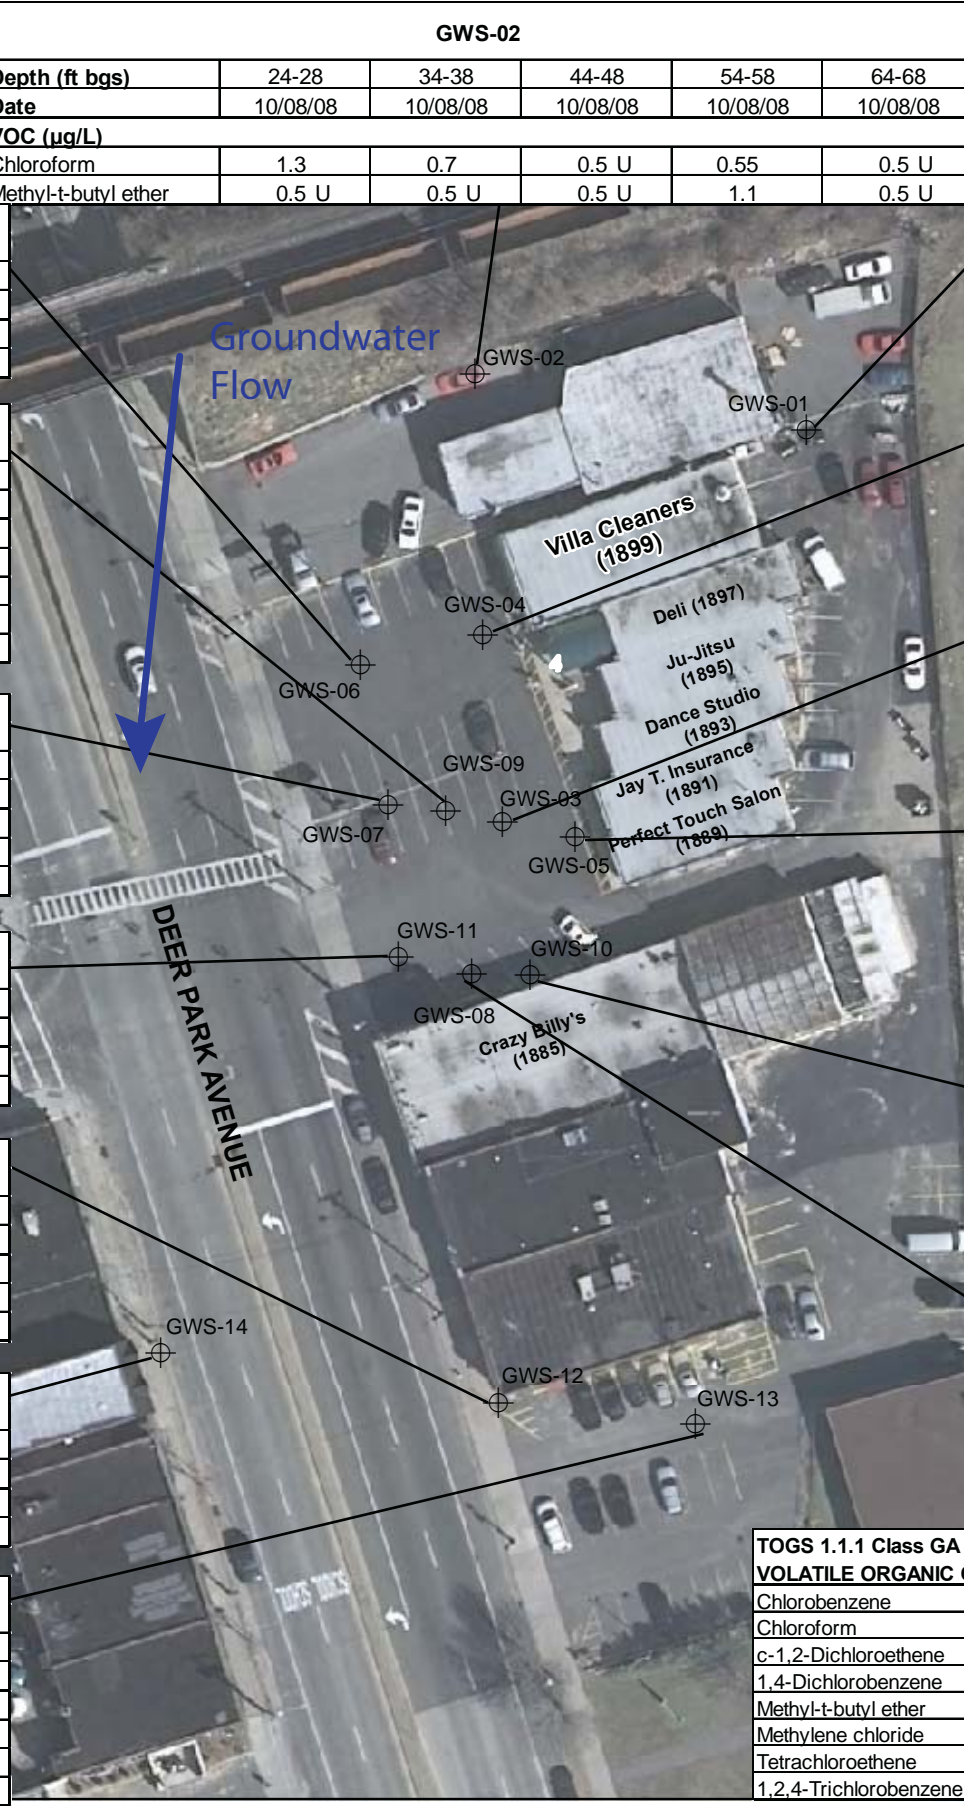 GWS-02
Depth (ft bgs) 24-28 34-38 44-48 54-58 64-68
Date 10/08/08 10/08/08 10/08/08 10/08/08 10/08/08
VOC (µg/L)
Chloroform 1.3 0.7 0.5 U 0.55 0.5 U
Methyl-t-butyl ether 0.5 U 0.5 U 0.5 U 1.1 0.5 U
Groundwater
Flow
GWS-02
GWS-01
Villa Cleaners
(1899)
GWS-04
Deli (1897)
GWS-06
Ju-Jitsu
(1895)
Dance Studio
(1893)
GWS-09
Jay T. Insurance
(1891)
GWS-03
GWS-07
Perfect Touch Salon
(1889)
GWS-05
DEER PARK AVENUE
GWS-11
GWS-10
GWS-08
Crazy Billy's
(1885)
GWS-14
GWS-12
GWS-13
TOGS 1.1.1 Class GA
VOLATILE ORGANIC
Chlorobenzene
Chloroform
c-1,2-Dichloroethene
1,4-Dichlorobenzene
Methyl-t-butyl ether
Methylene chloride
Tetrachloroethene
1,2,4-Trichlorobenzene